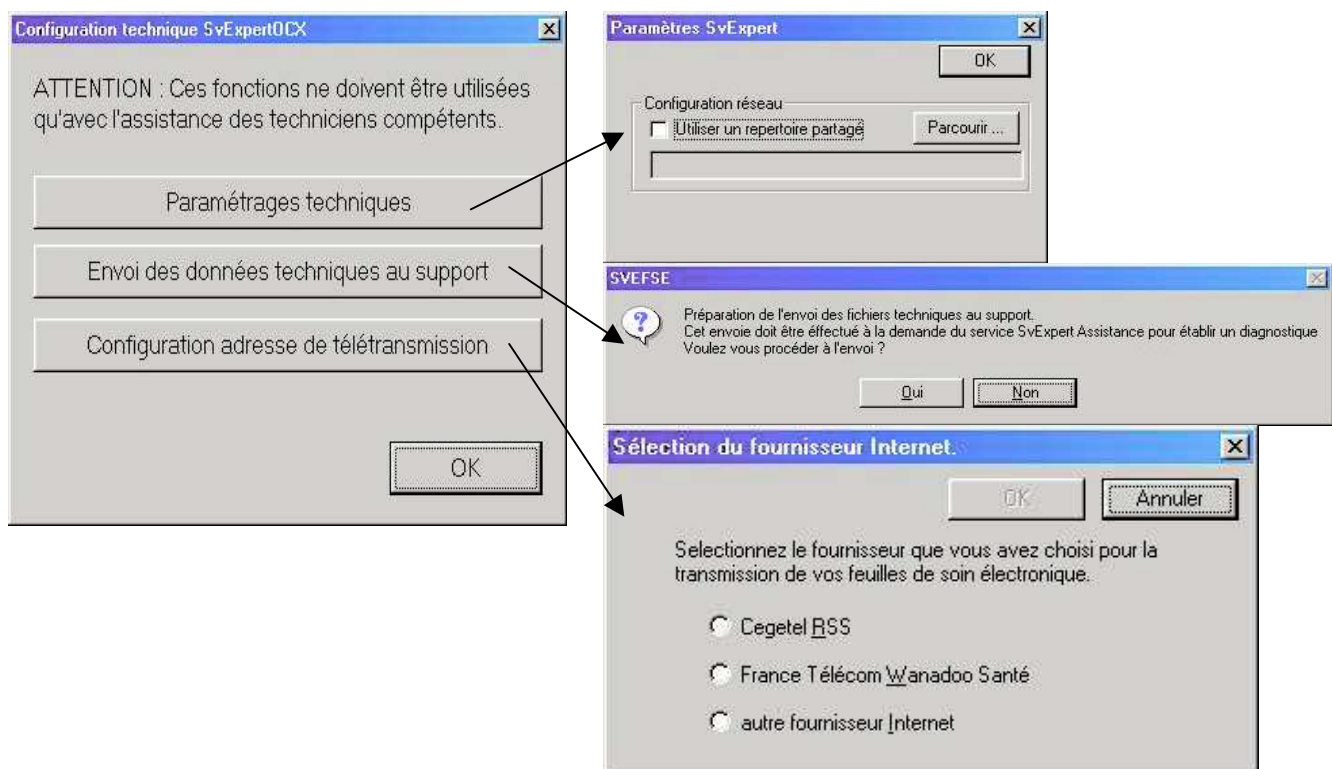 Configuration technique SvExpertOCX
ATTENTION : Ces fonctions ne doivent être utilisées
qu'avec l'assistance des techniciens compétents.
Paramétrages techniques
Envoi des données techniques au support
Configuration adresse de télétransmission
OK
Paramètres SvExpert
OK
Configuration réseau
Utiliser un repertoire partagé
Parcourir ...
SVEFSE
Préparation de l'envoi des fichiers techniques au support.
Cet envoie doit être éffectué à la demande du service SvExpert Assistance pour établir un diagnostique
Voulez vous procéder à l'envoi ?
Oui
Non
Sélection du fournisseur Internet.
OK
Annuler
Selectionnez le fournisseur que vous avez choisi pour la
transmission de vos feuilles de soin électronique.
Cegetel RSS
France Télécom Wanadoo Santé
autre fournisseur Internet